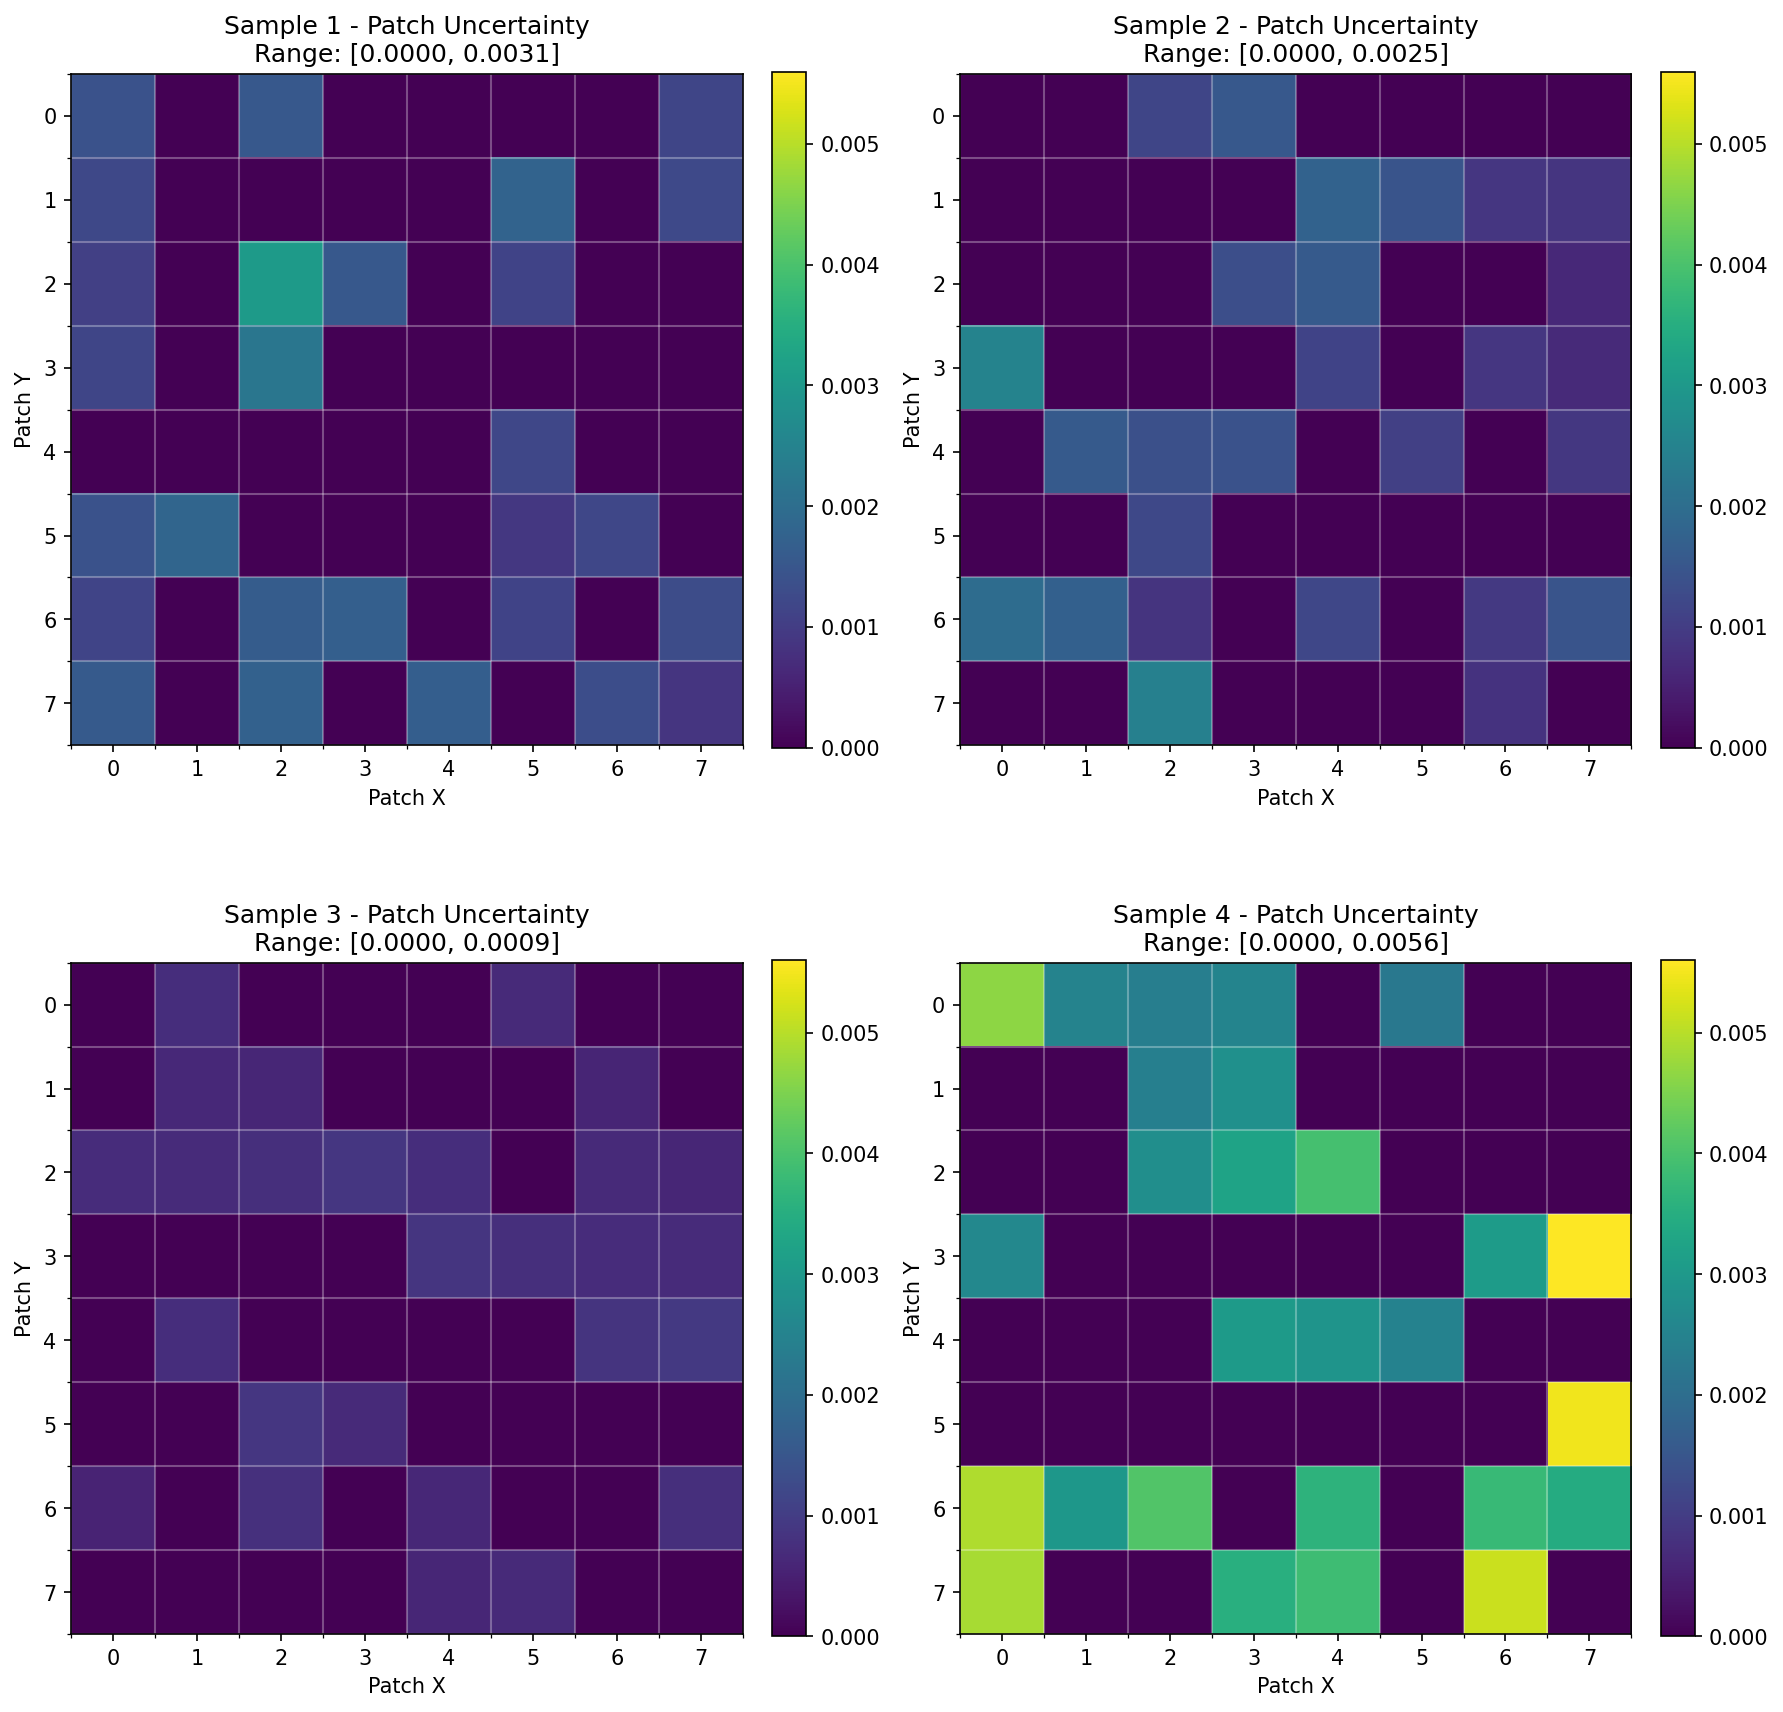 Sample 1 - Patch Uncertainty
Range: [0.0000, 0.0031]
Patch Y
0
1
2
3
4
5
6
7
0 1 2 3 4 5 6 7
Patch X
0.005
0.004
0.003
0.002
0.001
0.000
Sample 2 - Patch Uncertainty
Range: [0.0000, 0.0025]
Patch Y
0
1
2
3
4
5
6
7
0 1 2 3 4 5 6 7
Patch X
0.005
0.004
0.003
0.002
0.001
0.000
Sample 3 - Patch Uncertainty
Range: [0.0000, 0.0009]
Patch Y
0
1
2
3
4
5
6
7
0 1 2 3 4 5 6 7
Patch X
0.005
0.004
0.003
0.002
0.001
0.000
Sample 4 - Patch Uncertainty
Range: [0.0000, 0.0056]
Patch Y
0
1
2
3
4
5
6
7
0 1 2 3 4 5 6 7
Patch X
0.005
0.004
0.003
0.002
0.001
0.000